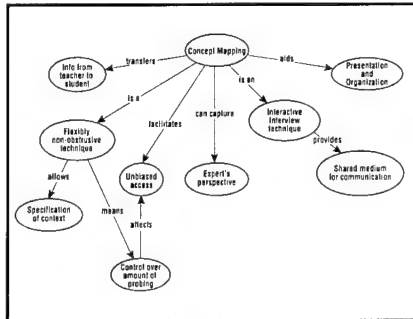 Concept Mapping
transfers
aids
Info from
teacher to
student
Presentation
and
Organization
is a
is an
facilitates
can capture
Interactive
Interview
technique
Flexibly
non-obstrusive
technique
provides
Unbiased
access
Expert's
perspective
Shared medium
for communication
allows
means
Specification
of context
affects
Control over
amount of
probing